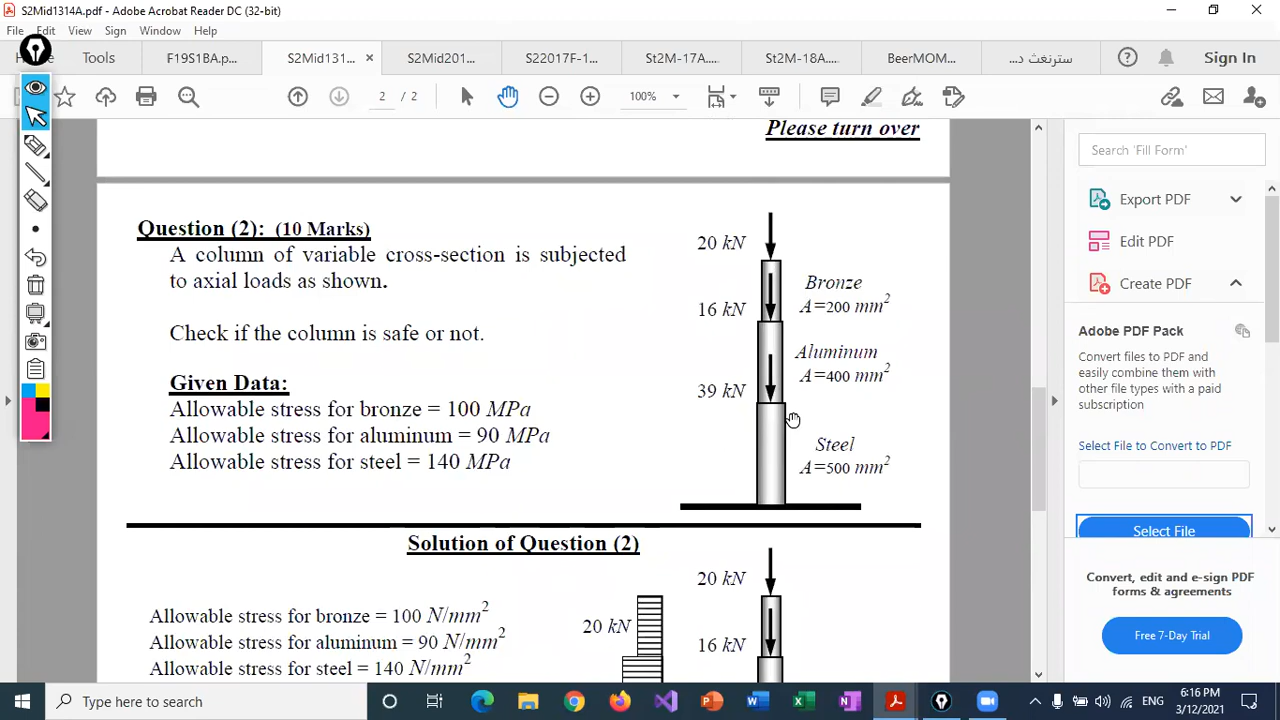 S2Mid1314A.pdf - Adobe Acrobat Reader DC (32-bit)
File Edit View Sign Window Help
Tools F19S1BA.p... S2Mid131... S2Mid201... S22017F-1... St2M-17A.... St2M-18A.... BeerMOM... سترنغث د... Sign In
2 / 2 100%
Please turn over
Question (2): (10 Marks)
A column of variable cross-section is subjected
to axial loads as shown.
Check if the column is safe or not.
Given Data:
Allowable stress for bronze = 100 MPa
Allowable stress for aluminum = 90 MPa
Allowable stress for steel = 140 MPa
20 kN
Bronze
16 kN
A=200 mm²
Aluminum
A=400 mm²
39 kN
Steel
A=500 mm²
Solution of Question (2)
Allowable stress for bronze = 100 N/mm²
Allowable stress for aluminum = 90 N/mm²
Allowable stress for steel = 140 N/mm²
20 kN
20 kN
16 kN
Search 'Fill Form'
Export PDF
Edit PDF
Create PDF
Adobe PDF Pack
Convert files to PDF and
easily combine them with
other file types with a paid
subscription
Select File to Convert to PDF
Select File
Convert, edit and e-sign PDF
forms & agreements
Free 7-Day Trial
Type here to search
ENG
6:16 PM
3/12/2021